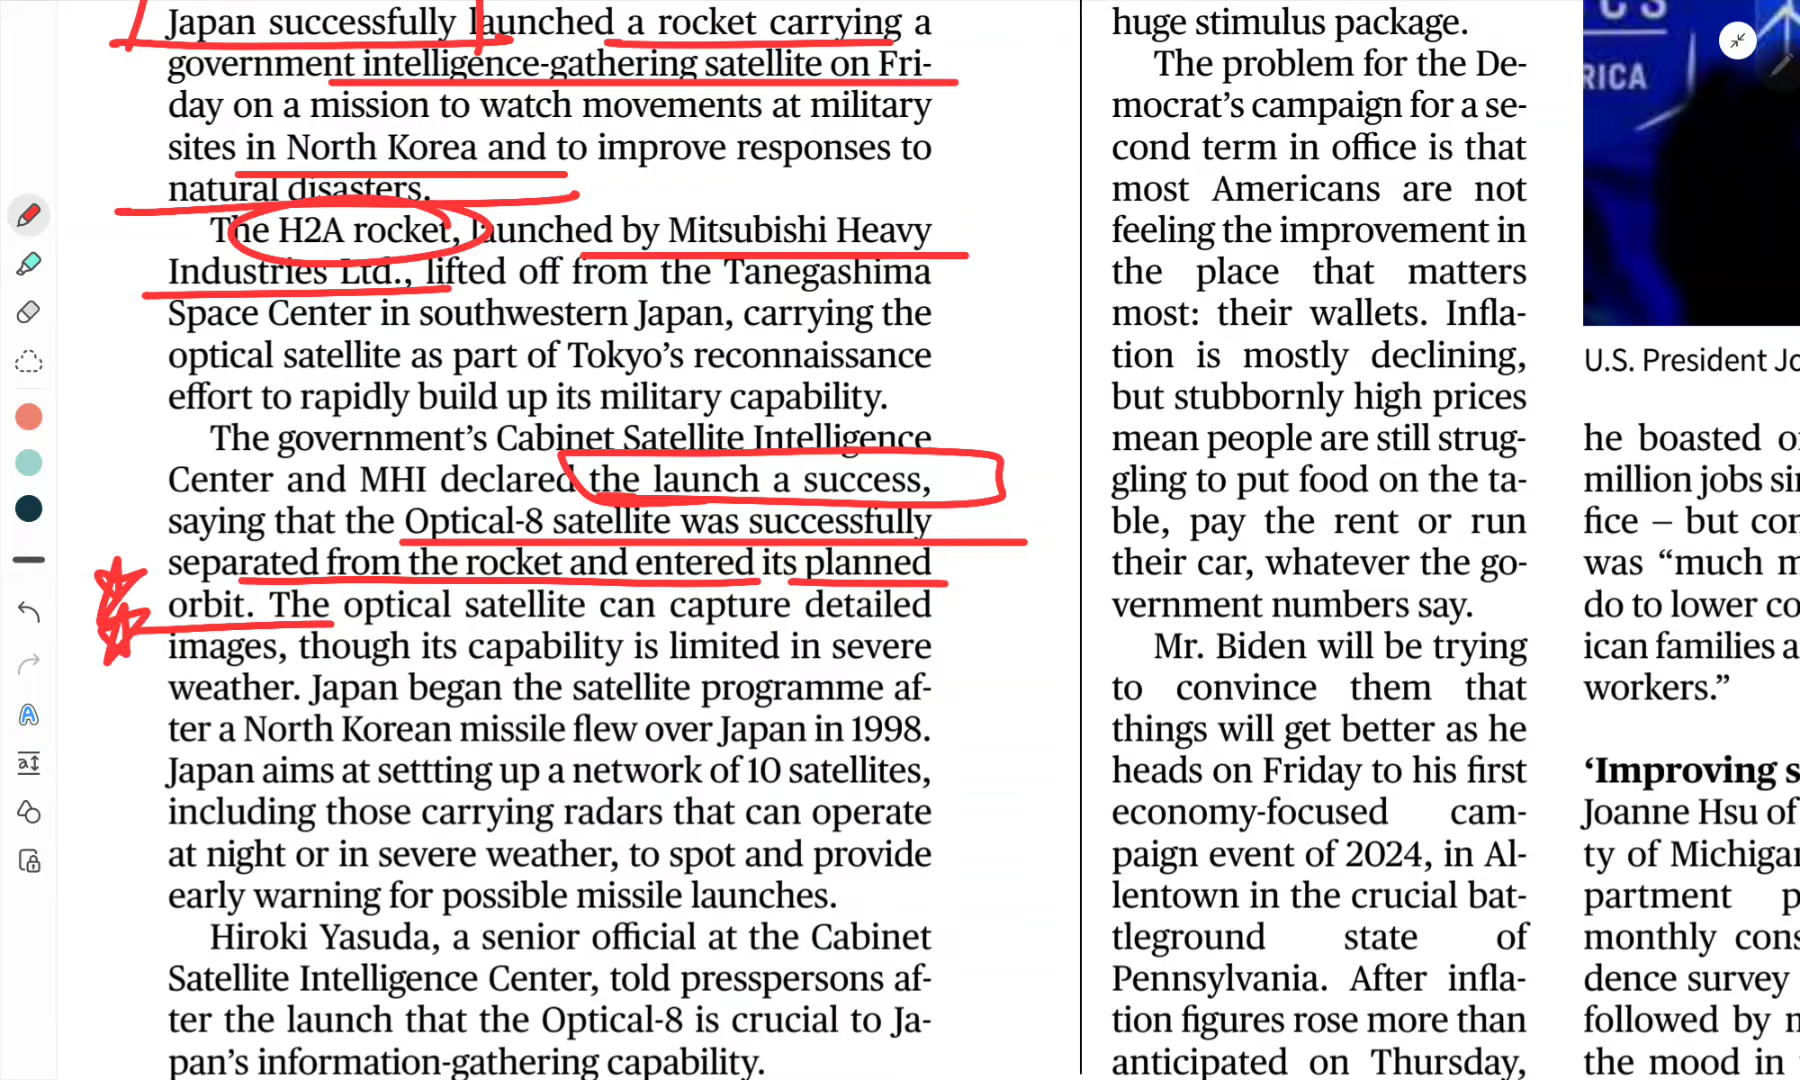 Japan successfully launched a rocket carrying a
government intelligence-gathering satellite on Fri-
day on a mission to watch movements at military
sites in North Korea and to improve responses to
natural disasters.
The H2A rocket, launched by Mitsubishi Heavy
Industries Ltd., lifted off from the Tanegashima
Space Center in southwestern Japan, carrying the
optical satellite as part of Tokyo’s reconnaissance
effort to rapidly build up its military capability.
The government’s Cabinet Satellite Intelligence
Center and MHI declared the launch a success,
saying that the Optical-8 satellite was successfully
separated from the rocket and entered its planned
orbit. The optical satellite can capture detailed
images, though its capability is limited in severe
weather. Japan began the satellite programme af-
ter a North Korean missile flew over Japan in 1998.
Japan aims at settting up a network of 10 satellites,
including those carrying radars that can operate
at night or in severe weather, to spot and provide
early warning for possible missile launches.
Hiroki Yasuda, a senior official at the Cabinet
Satellite Intelligence Center, told presspersons af-
ter the launch that the Optical-8 is crucial to Ja-
pan’s information-gathering capability.
huge stimulus package.
The problem for the De-
mocrat’s campaign for a se-
cond term in office is that
most Americans are not
feeling the improvement in
the place that matters
most: their wallets. Infla-
tion is mostly declining,
but stubbornly high prices
mean people are still strug-
gling to put food on the ta-
ble, pay the rent or run
their car, whatever the go-
vernment numbers say.
Mr. Biden will be trying
to convince them that
things will get better as he
heads on Friday to his first
economy-focused cam-
paign event of 2024, in Al-
lentown in the crucial bat-
tleground state of
Pennsylvania. After infla-
tion figures rose more than
anticipated on Thursday,
RICA
U.S. President Jo
he boasted o
million jobs si
fice – but con
was “much m
do to lower co
ican families a
workers.”
‘Improving s
Joanne Hsu of
ty of Michigan
partment p
monthly cons
dence survey
followed by
the mood in